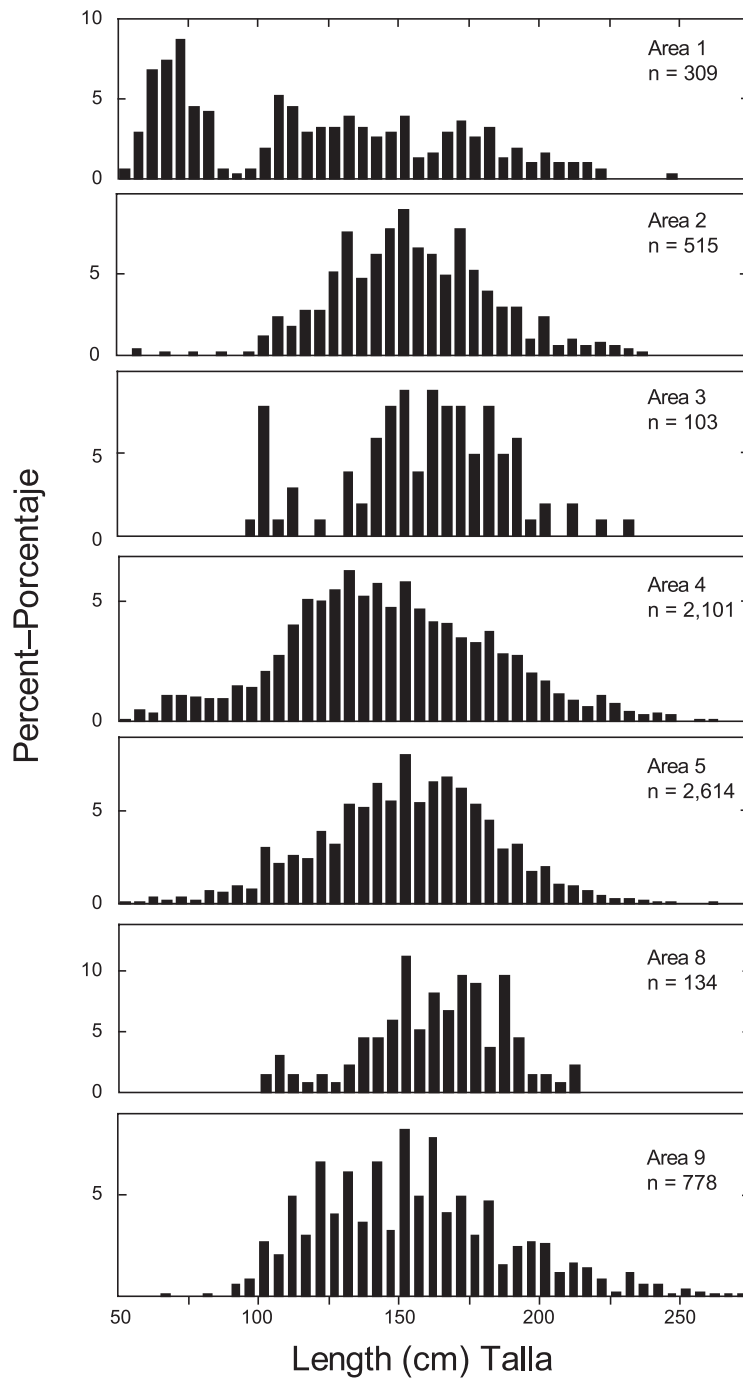 Percent–Porcentaje
10
5
0
Area 1
n = 309
5
0
Area 2
n = 515
5
0
Area 3
n = 103
5
0
Area 4
n = 2,101
5
0
Area 5
n = 2,614
10
5
0
Area 8
n = 134
5
Area 9
n = 778
50 100 150 200 250
Length (cm) Talla